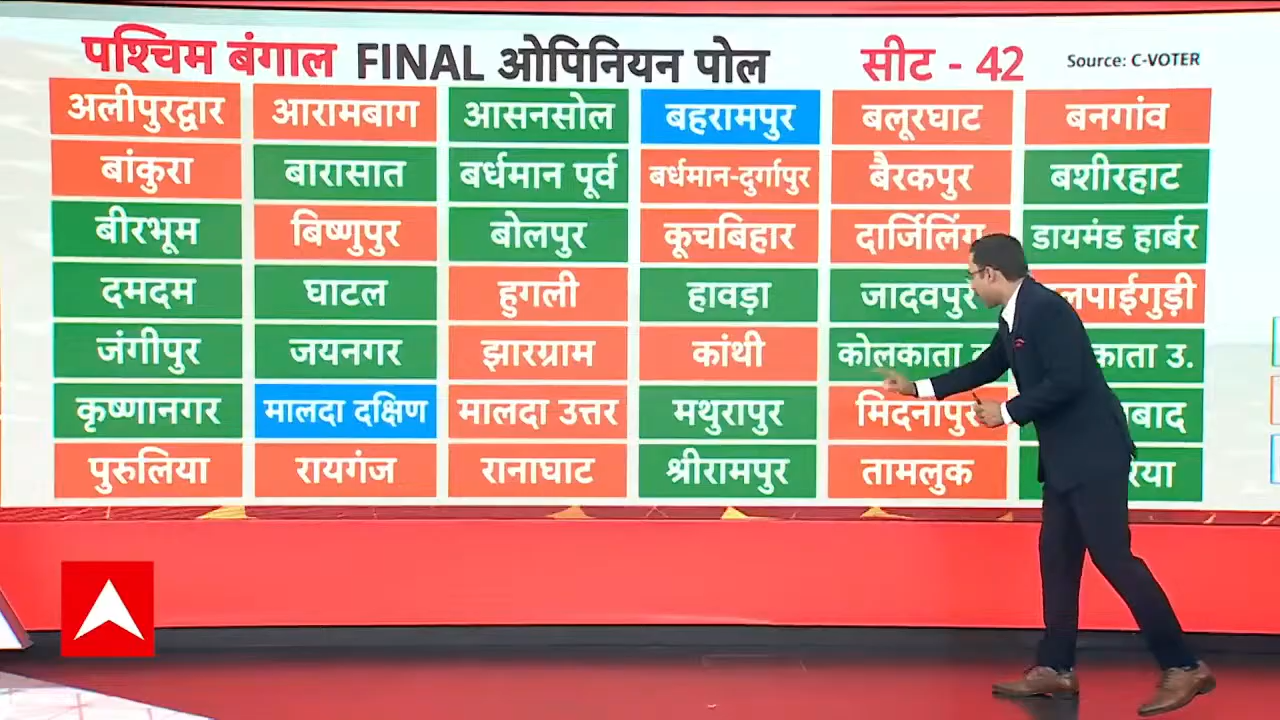 पश्चिम बंगाल FINAL ओपिनियन पोल सीट - 42 Source: C-VOTER
अलीपुरद्वार आरामबाग आसनसोल बहरामपुर बलूरघाट बनगांव
बांकुरा बारासात बर्धमान पूर्व बर्धमान-दुर्गापुर बैरकपुर बशीरहाट
बीरभूम बिष्णुपुर बोलपुर कूचबिहार दार्जिलिंग डायमंड हार्बर
दमदम घाटल हुगली हावड़ा जादवपुर
जंगीपुर जयनगर झारग्राम कांथी कोलकाता उ.
कृष्णानगर मालदा दक्षिण मालदा उत्तर मथुरापुर मिदनापुर
पुरुलिया रायगंज रानाघाट श्रीरामपुर तामलुक